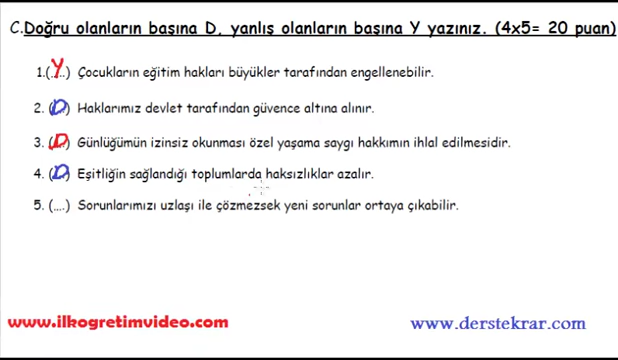 C.Doğru olanların başına D, yanlış olanların başına Y yazınız. (4x5= 20 puan)
1.(.Y..) Çocukların eğitim hakları büyükler tarafından engellenebilir.
2. (D.) Haklarımız devlet tarafından güvence altına alınır.
3. (D.) Günlüğümün izinsiz okunması özel yaşama saygı hakkımın ihlal edilmesidir.
4. (D.) Eşitliğin sağlandığı toplumlarda haksızlıklar azalır.
5. (....) Sorunlarımızı uzlaşı ile çözmezsek yeni sorunlar ortaya çıkabilir.
www.ilkogretimvideo.com www.derstekrar.com